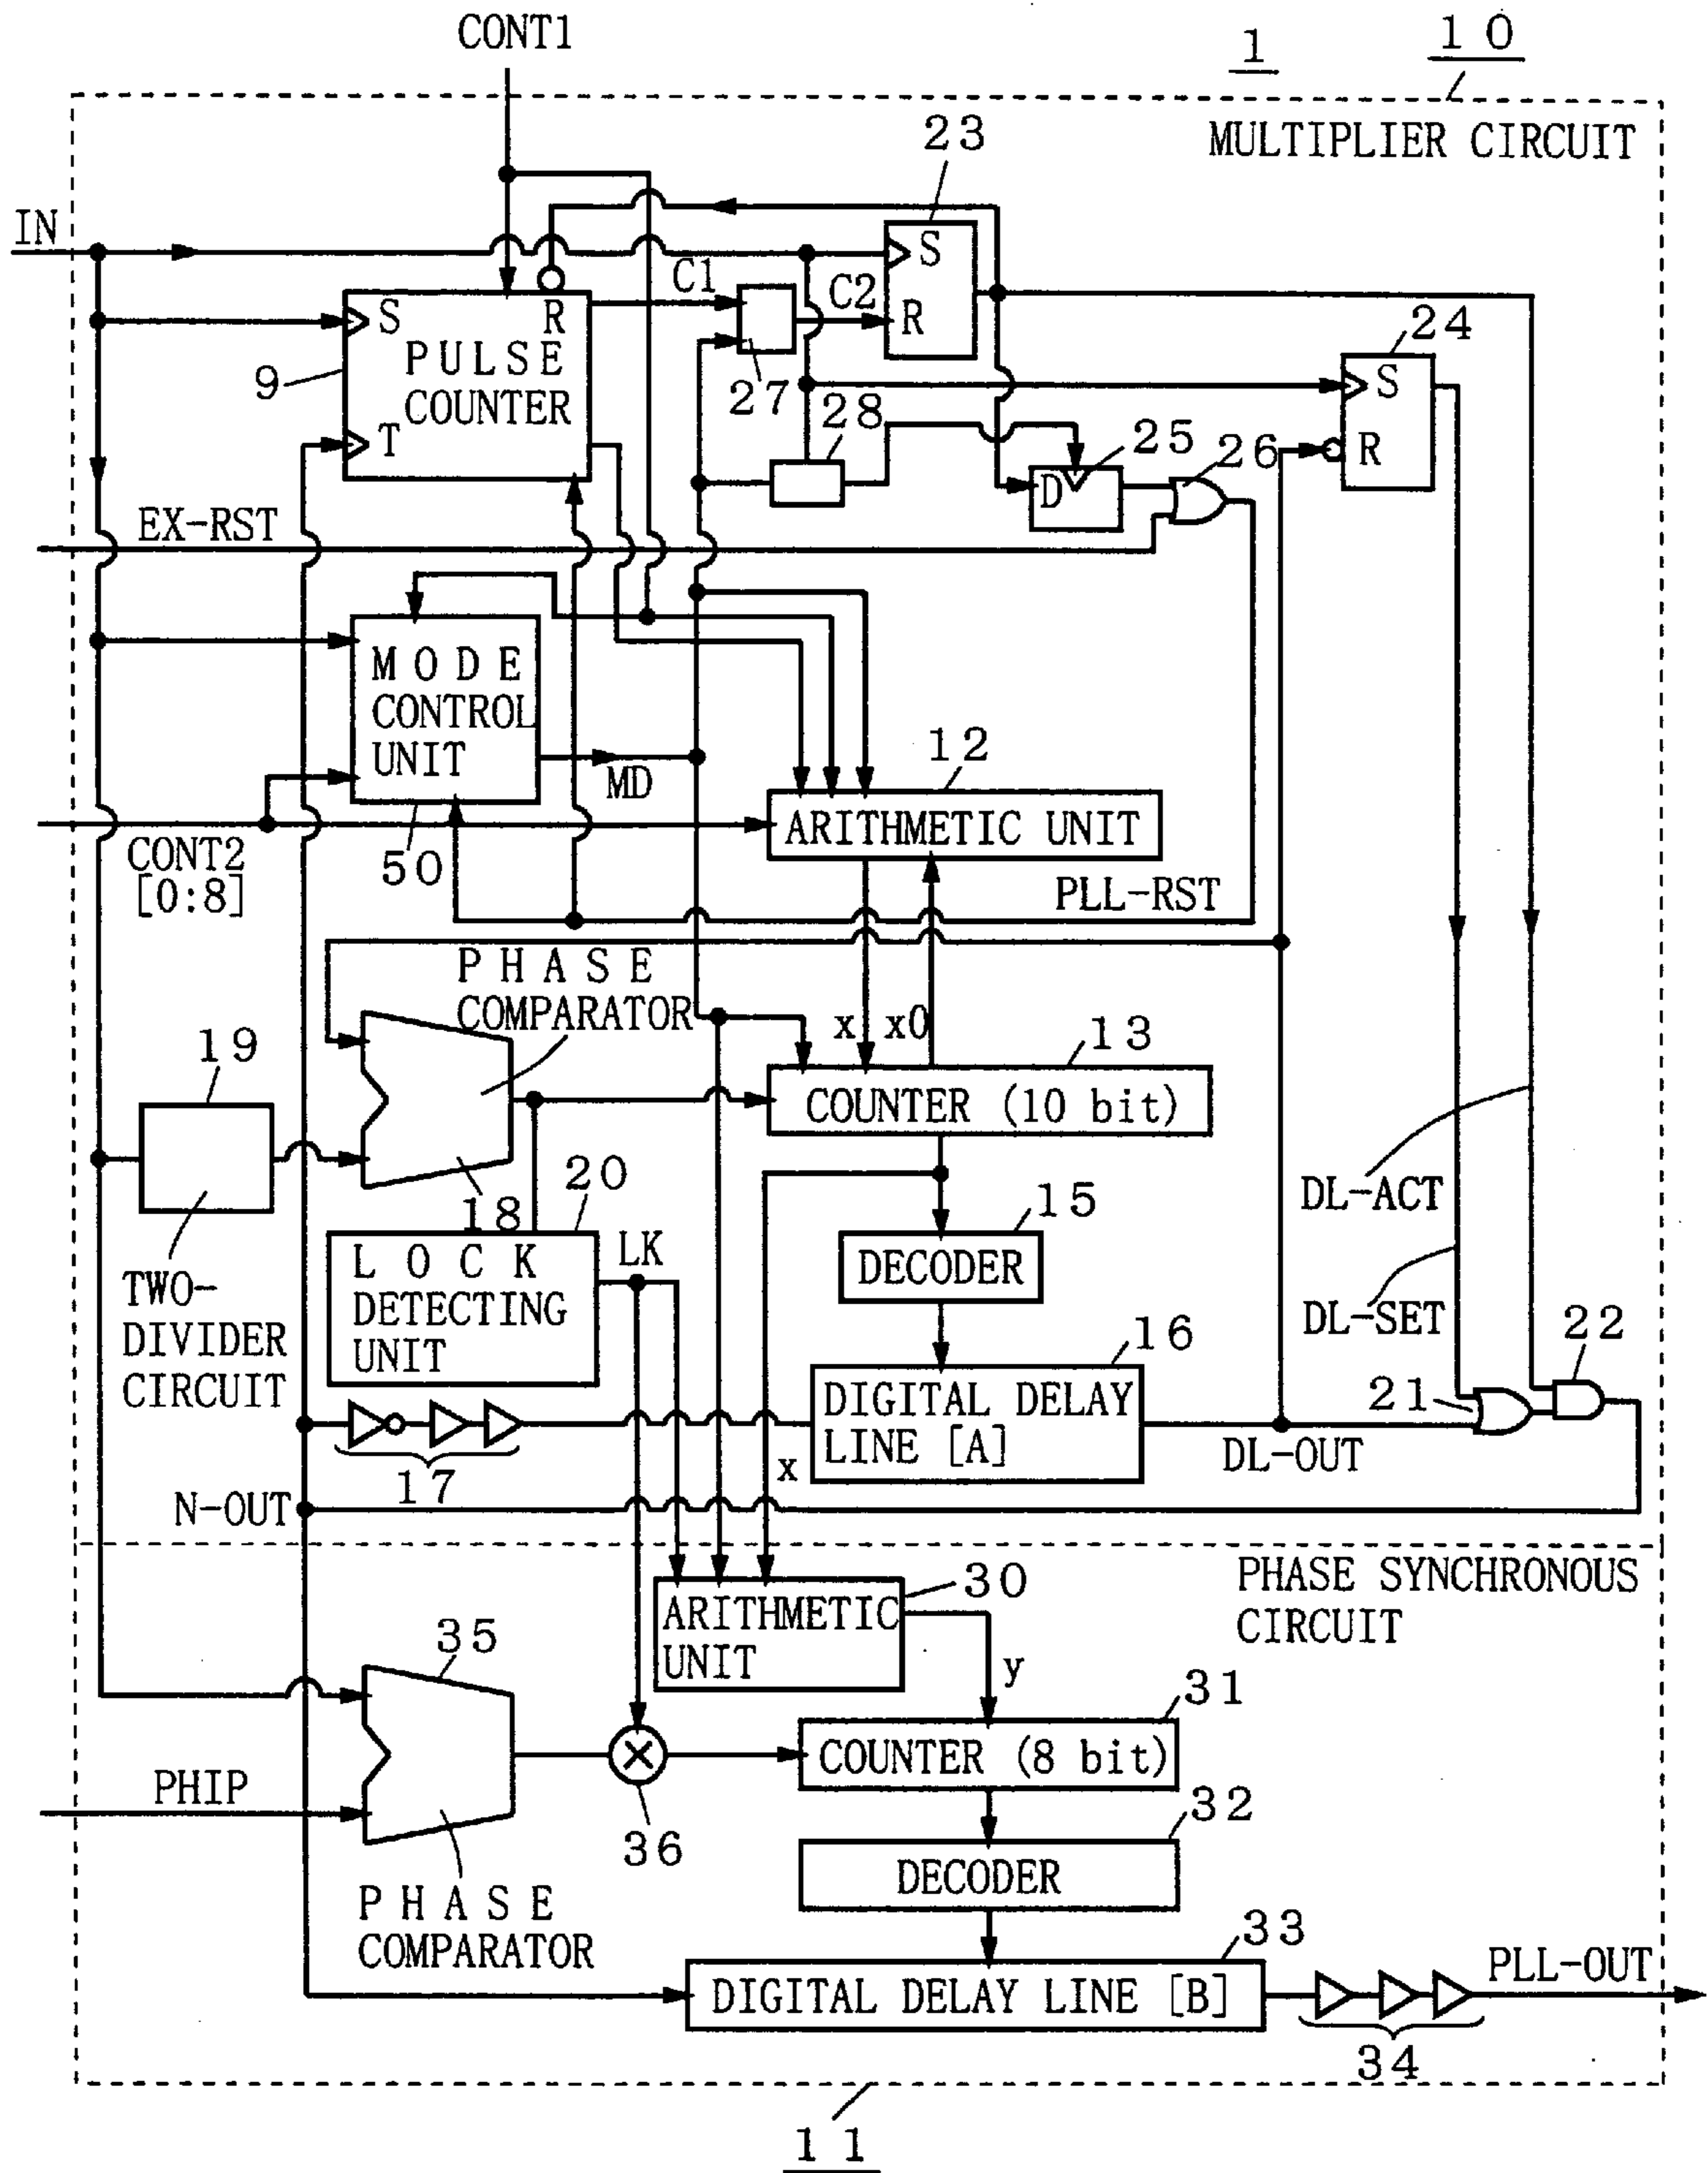 CONT1
1
10
MULTIPLIER CIRCUIT
23
IN
S
C1
C2
R
S
R
PULSE
COUNTER
9
T
27
28
24
S
R
25
26
D
EX-RST
MODE
CONTROL
UNIT
MD
12
ARITHMETIC UNIT
CONT2
[0:8]
50
PLL-RST
PHASE
COMPARATOR
19
x
x0
13
COUNTER (10 bit)
18
20
DL-ACT
15
LOCK
DETECTING
UNIT
LK
DECODER
TWO-
DIVIDER
CIRCUIT
DL-SET
22
16
DIGITAL DELAY
LINE [A]
21
17
x
DL-OUT
N-OUT
PHASE SYNCHRONOUS
CIRCUIT
30
ARITHMETIC
UNIT
35
y
31
COUNTER (8 bit)
PHIP
36
32
DECODER
PHASE
COMPARATOR
33
DIGITAL DELAY LINE [B]
PLL-OUT
34
11